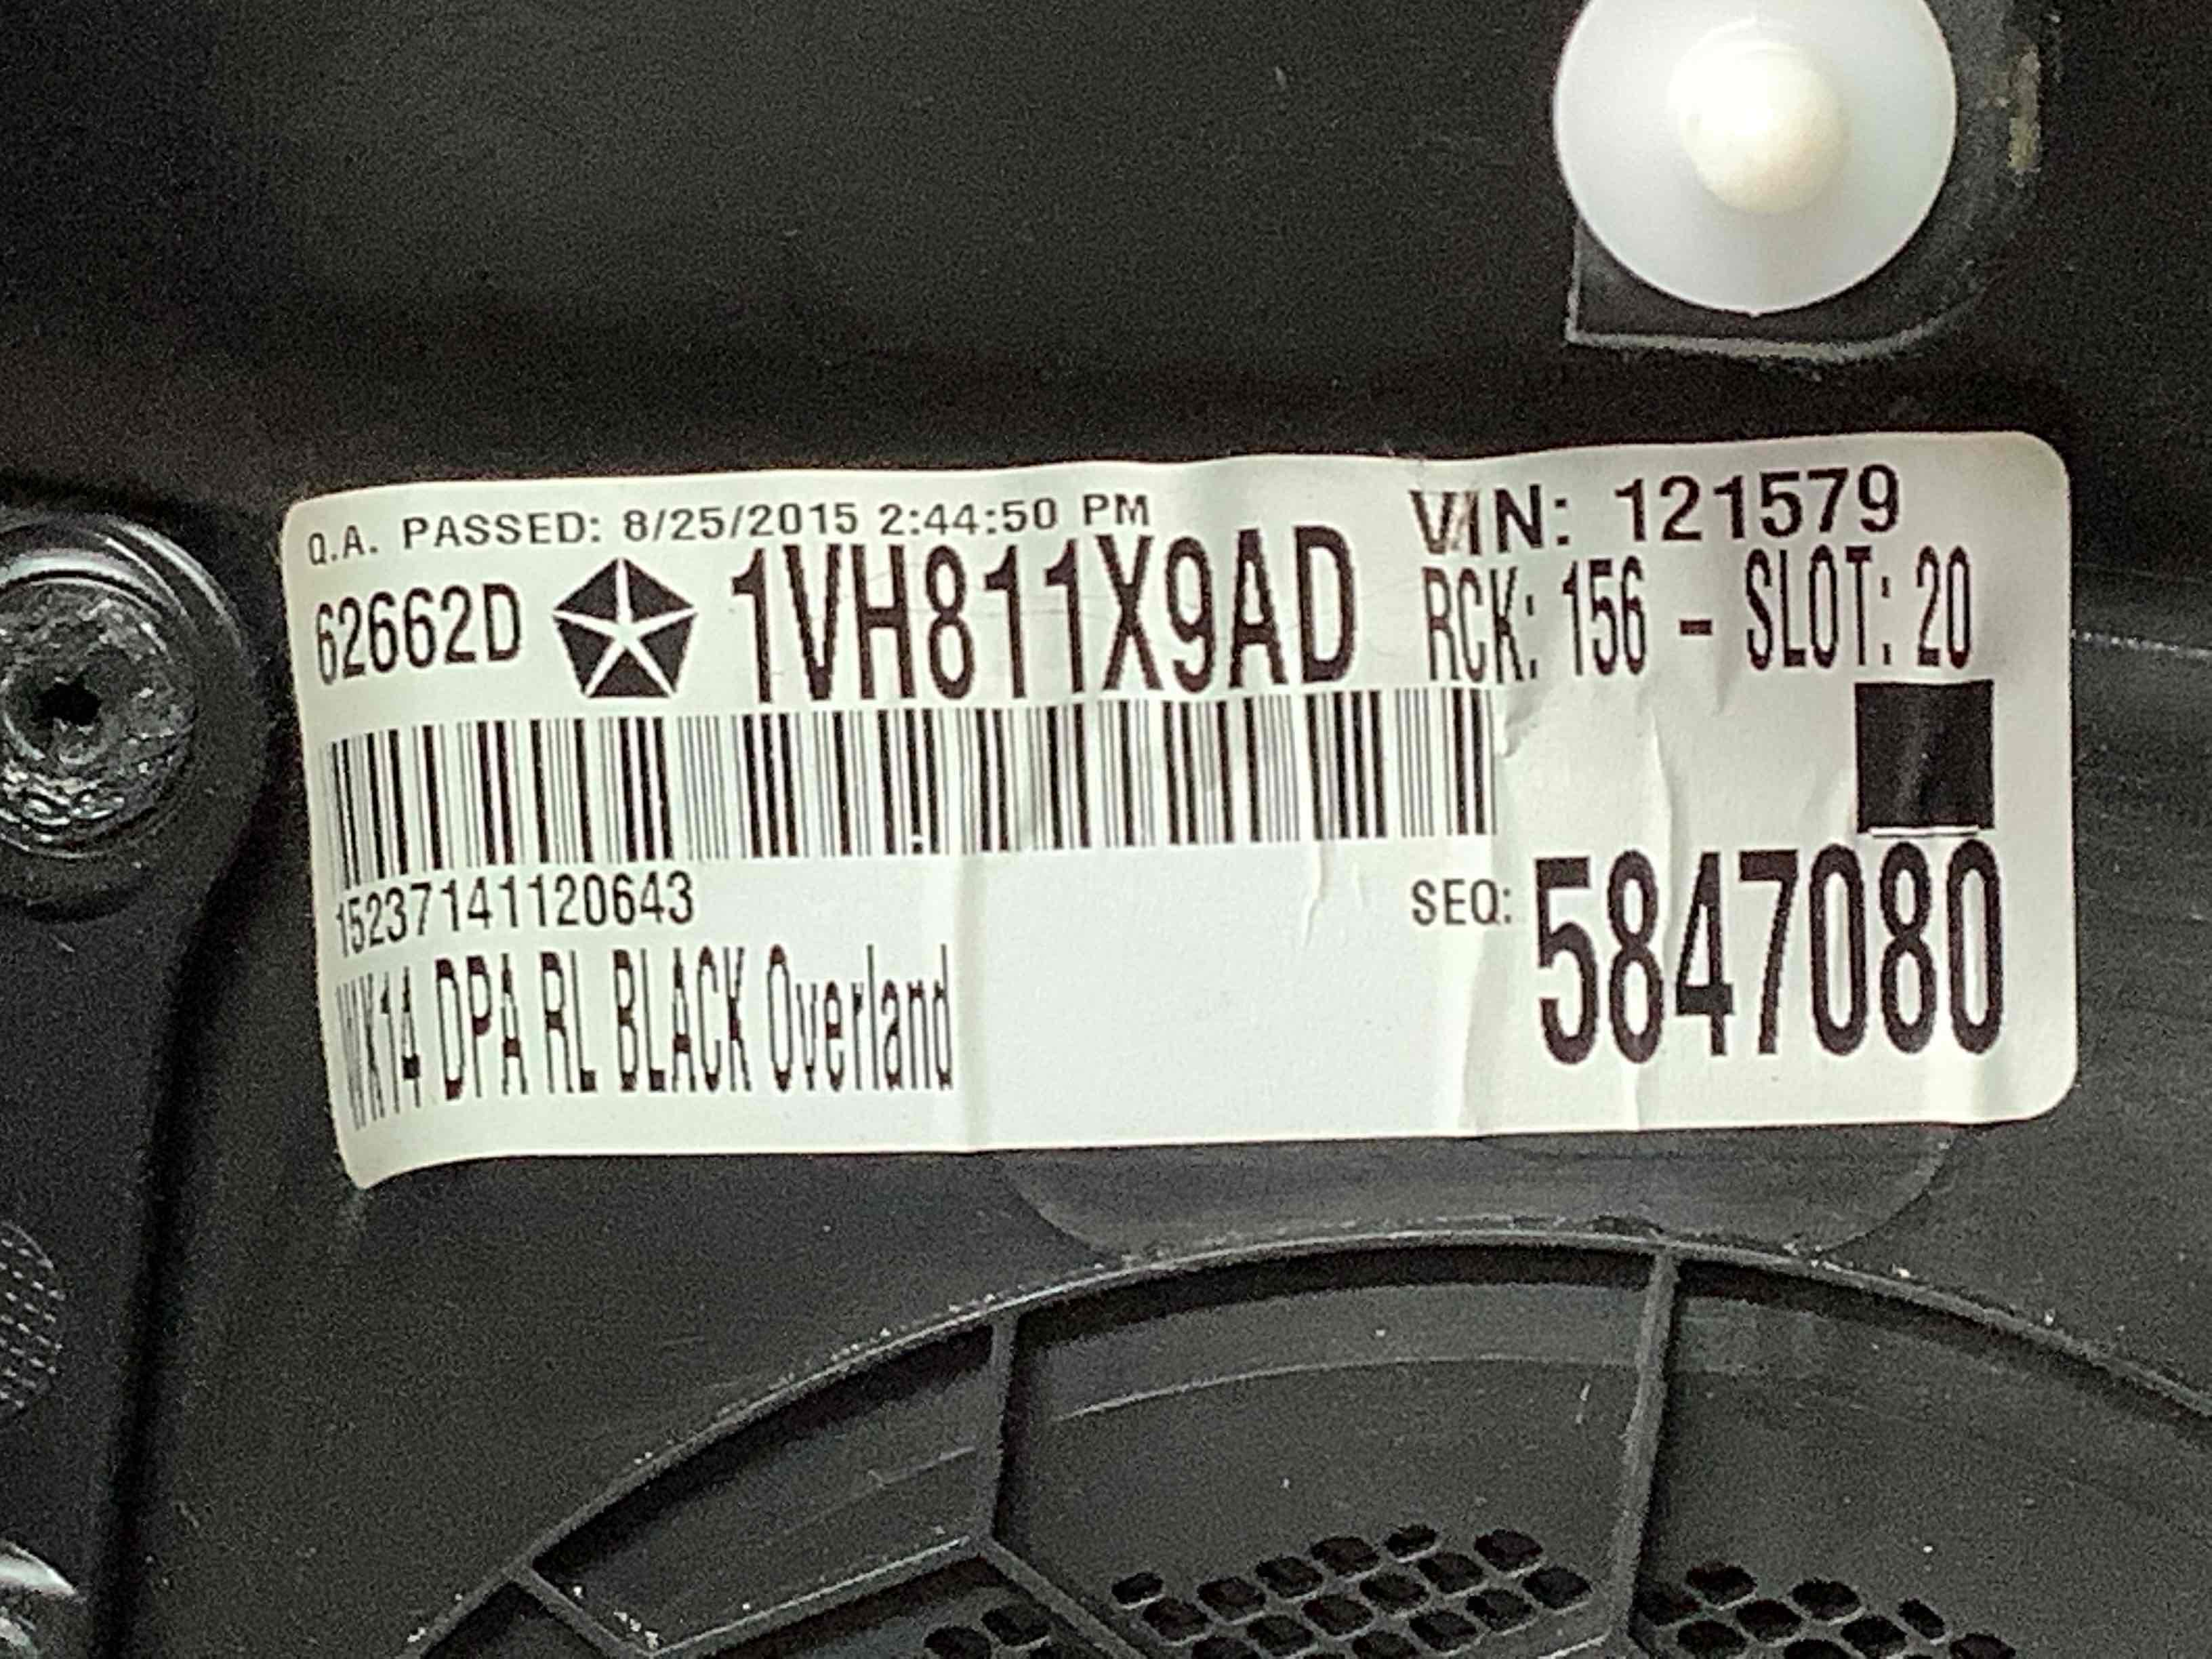 Q.A. PASSED: 8/25/2015 2:44:50 PM
VIN: 121579
62662D 1VH811X9AD
RCK: 156 - SLOT: 20
15237141120643
SEQ: 5847080
WK14 DPA RL BLACK Overland